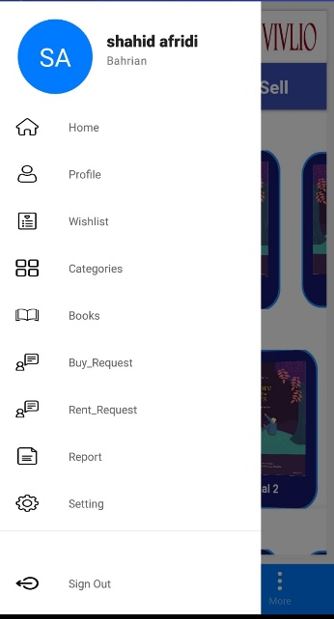 VIVLIO
SA
shahid afridi
Bahrian
Sell
Home
Profile
Wishlist
Categories
Books
Buy_Request
Rent_Request
Report
al 2
Setting
Sign Out
More